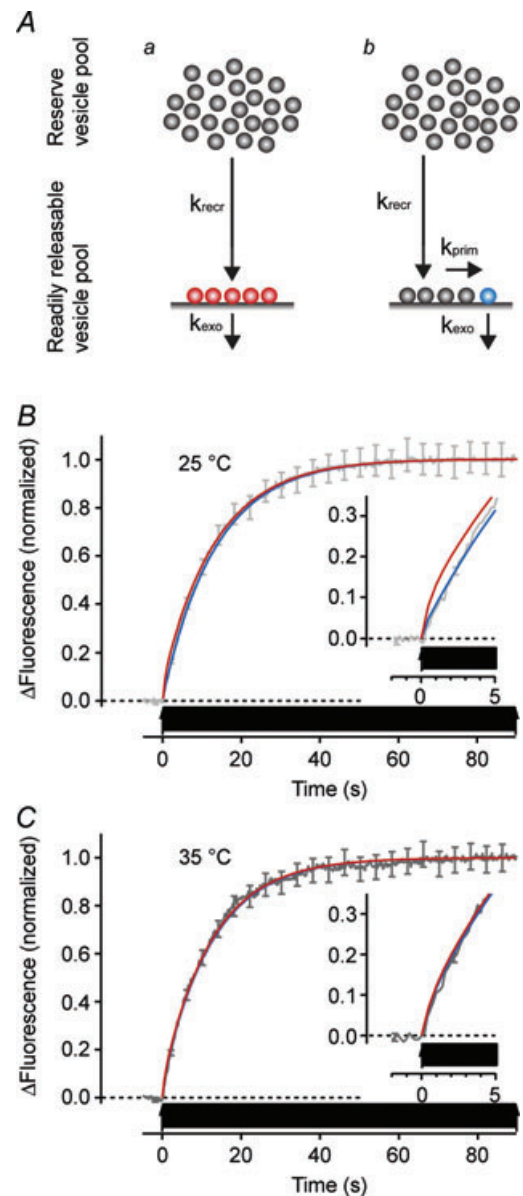 A
a
b
Reserve
vesicle pool
krecr
krecr
kprim
Readily releasable
vesicle pool
kexo
kexo
B
25 °C
ΔFluorescence (normalized)
1.0
0.8
0.6
0.4
0.2
0.0
0.3
0.2
0.1
0.0
0
5
0
20
40
60
80
Time (s)
C
35 °C
ΔFluorescence (normalized)
1.0
0.8
0.6
0.4
0.2
0.0
0.3
0.2
0.1
0.0
0
5
0
20
40
60
80
Time (s)